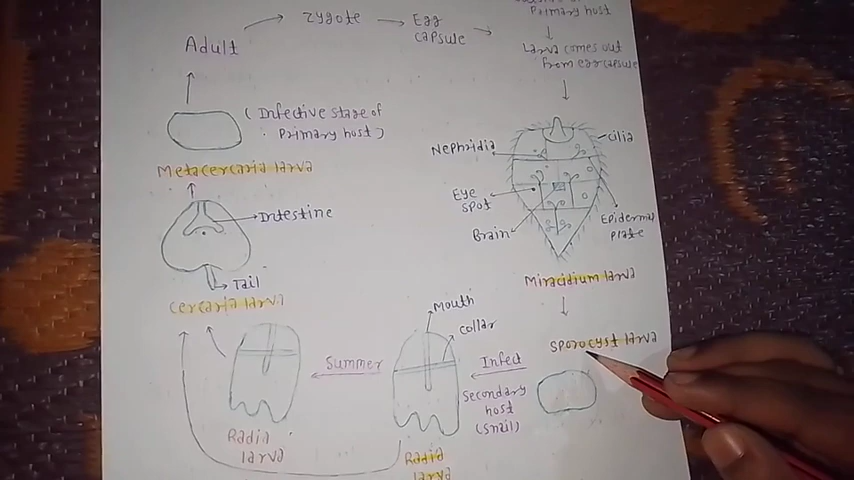 Primary host
Zygote
Egg
capsule
Adult
Larva comes out
from egg capsule
(Infective stage of
Primary host)
Metacercaria larva
Nephridia
cilia
Eye
spot
Brain
Epidermal
plate
Intestine
Tail
Miracidium larva
cercaria larva
Mouth
collar
Sporocyst larva
Summer
Infect
Secondary
host
(snail)
Radia
larva
Radia
larva